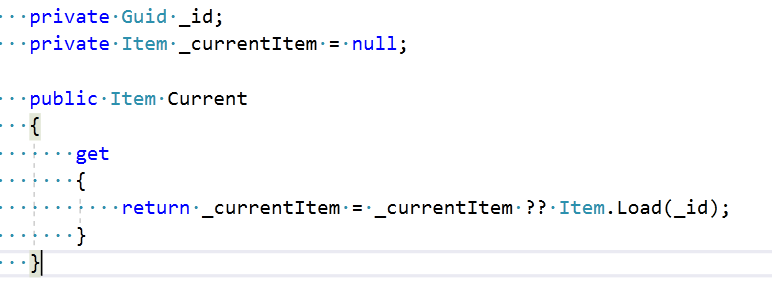 private Guid _id;
private Item _currentItem = null;
public Item Current
{
get
{
return _currentItem = _currentItem ?? Item.Load(_id);
}
}